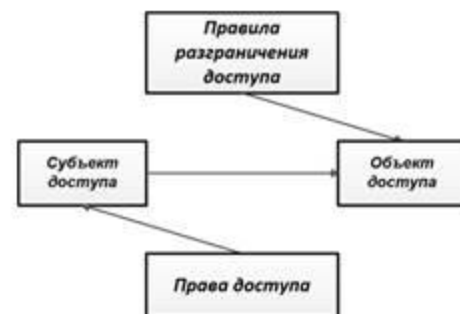 Правила
разграничения
доступа
Субъект
доступа
Объект
доступа
Права доступа